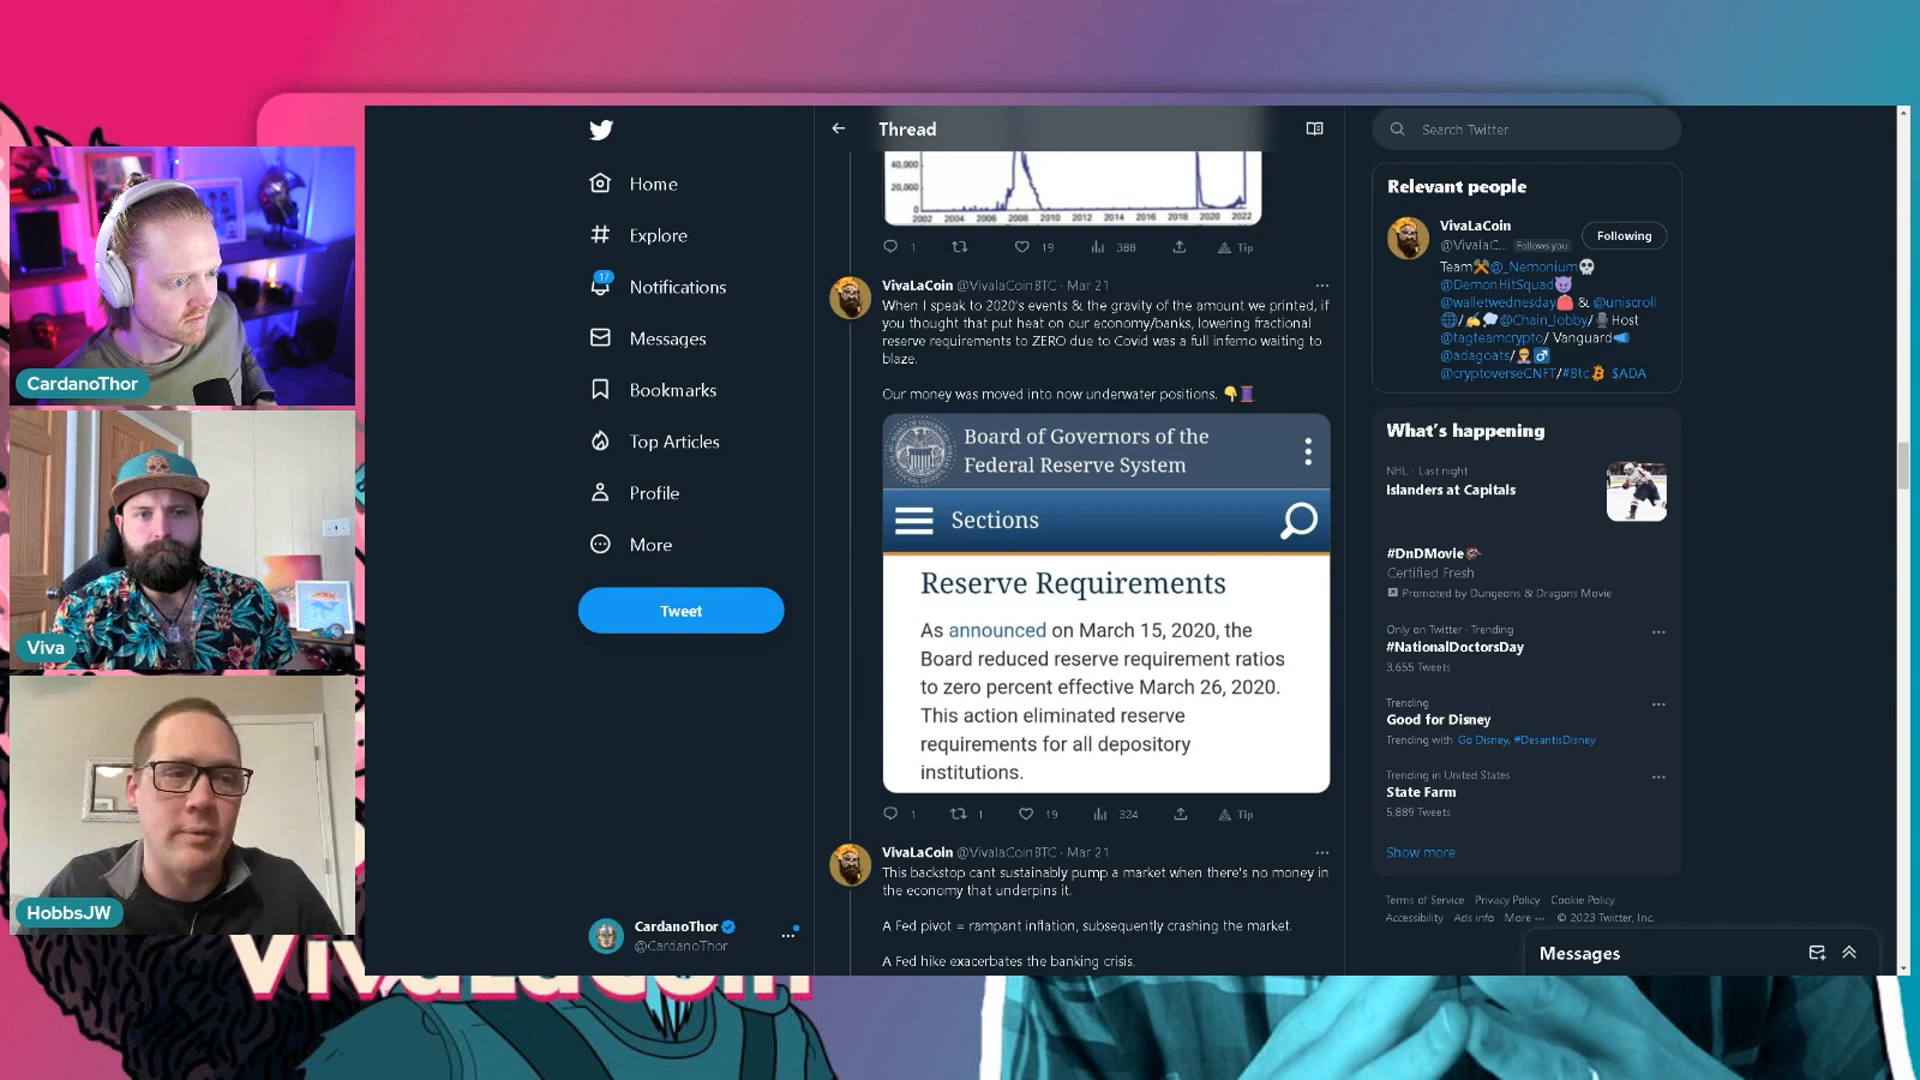 CardanoThor
Viva
HobbsJW
VivaLaCoin
Home
Explore
17
Notifications
Messages
Bookmarks
Top Articles
Profile
More
Tweet
CardanoThor
@CardanoThor
Thread
40,000
20,000
0
2002 2004 2006 2008 2010 2012 2014 2016 2018 2020 2022
1 19 388 Tip
VivaLaCoin @VivalaCoinBTC · Mar 21
When I speak to 2020's events & the gravity of the amount we printed, if
you thought that put heat on our economy/banks, lowering fractional
reserve requirements to ZERO due to Covid was a full inferno waiting to
blaze.
Our money was moved into now underwater positions. 👇🧵
Board of Governors of the
Federal Reserve System
Sections
Reserve Requirements
As announced on March 15, 2020, the
Board reduced reserve requirement ratios
to zero percent effective March 26, 2020.
This action eliminated reserve
requirements for all depository
institutions.
1 1 19 324 Tip
VivaLaCoin @VivalaCoinBTC · Mar 21
This backstop cant sustainably pump a market when there's no money in
the economy that underpins it.
A Fed pivot = rampant inflation, subsequently crashing the market.
A Fed hike exacerbates the banking crisis.
Search Twitter
Relevant people
VivaLaCoin
@VivalaC... Follows you
Following
Team⚒️@_Nemonium💀
@DemonHitSquad😈
@walletwednesday👛 & @uniscroll
🌐/✍️💭@Chain_Jobby/🎙️Host
@tagteamcrypto/ Vanguard📣
@adagoats/👨‍🌾♂️
@cryptoverseCNFT/#Btc₿ $ADA
What's happening
NHL · Last night
Islanders at Capitals
#DnDMovie
Certified Fresh
Promoted by Dungeons & Dragons Movie
Only on Twitter · Trending
#NationalDoctorsDay
3,655 Tweets
Trending
Good for Disney
Trending with Go Disney, #DesantisDisney
Trending in United States
State Farm
5,889 Tweets
Show more
Terms of Service Privacy Policy Cookie Policy
Accessibility Ads info More ··· © 2023 Twitter, Inc.
Messages